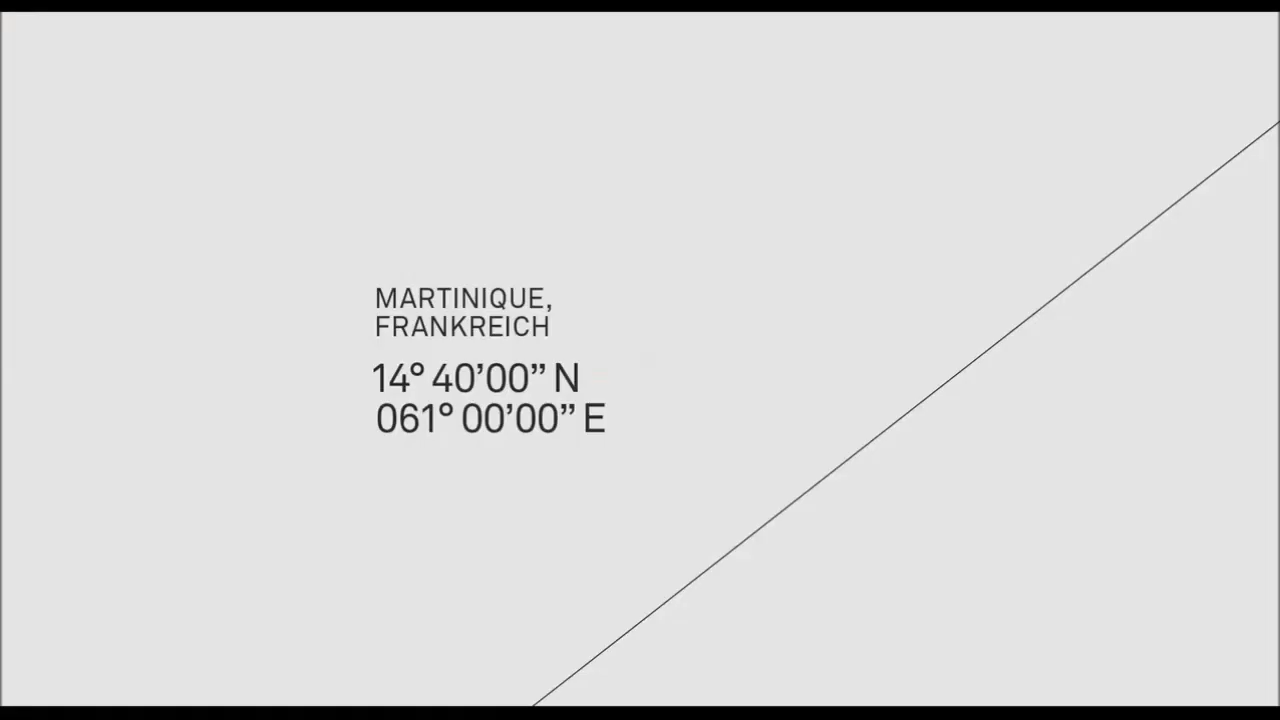 MARTINIQUE,
FRANKREICH
14° 40’00” N
061° 00’00” E